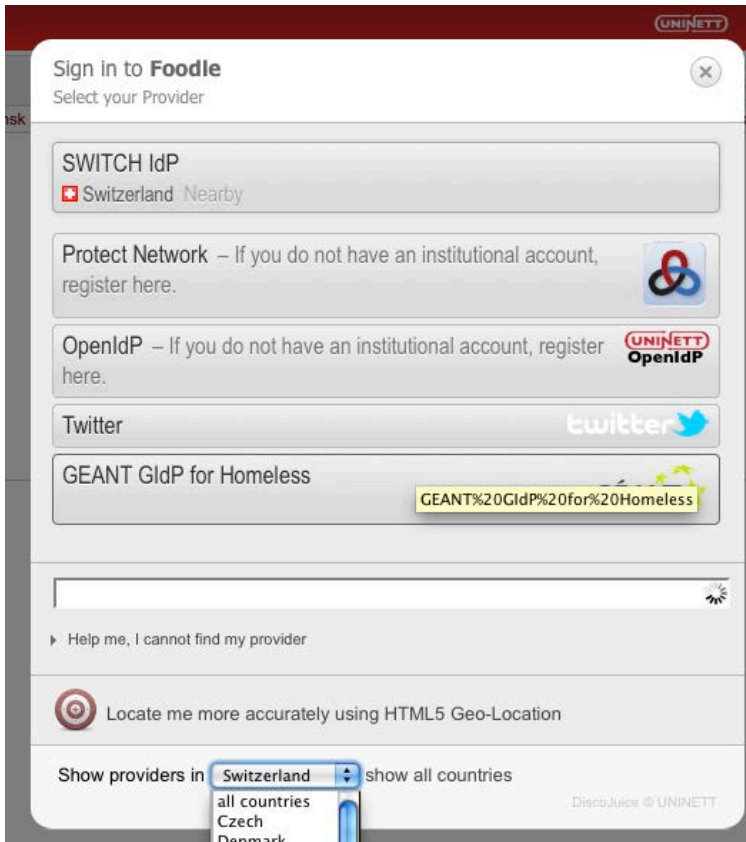 UNINETT
Sign in to Foodle
Select your Provider
nsk
SWITCH IdP
Switzerland Nearby
Protect Network – If you do not have an institutional account,
register here.
OpenIdP – If you do not have an institutional account, register
here.
UNINETT
OpenIdP
Twitter
twitter
GEANT GIdP for Homeless
GEANT%20GIdP%20for%20Homeless
Help me, I cannot find my provider
Locate me more accurately using HTML5 Geo-Location
Show providers in Switzerland show all countries
all countries
Czech
Denmark
DiscoJuice © UNINETT